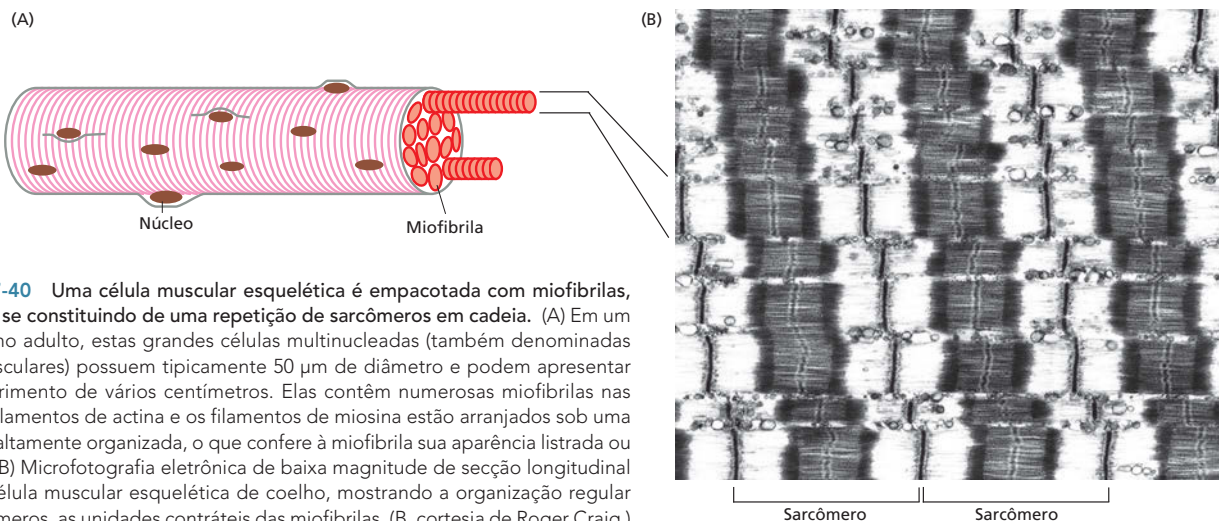 (A)
(B)
Núcleo
Miofibrila
-40 Uma célula muscular esquelética é empacotada com miofibrilas,
se constituindo de uma repetição de sarcômeros em cadeia. (A) Em um
adulto, estas grandes células multinucleadas (também denominadas
possuem tipicamente 50 μm de diâmetro e podem apresentar
de vários centímetros. Elas contêm numerosas miofibrilas nas
de actina e os filamentos de miosina estão arranjados sob uma
altamente organizada, o que confere à miofibrila sua aparência listrada ou
(B) Microfotografia eletrônica de baixa magnitude de secção longitudinal
muscular esquelética de coelho, mostrando a organização regular
as unidades contráteis das miofibrilas. (B, cortesia de Roger Craig.)
Sarcômero Sarcômero